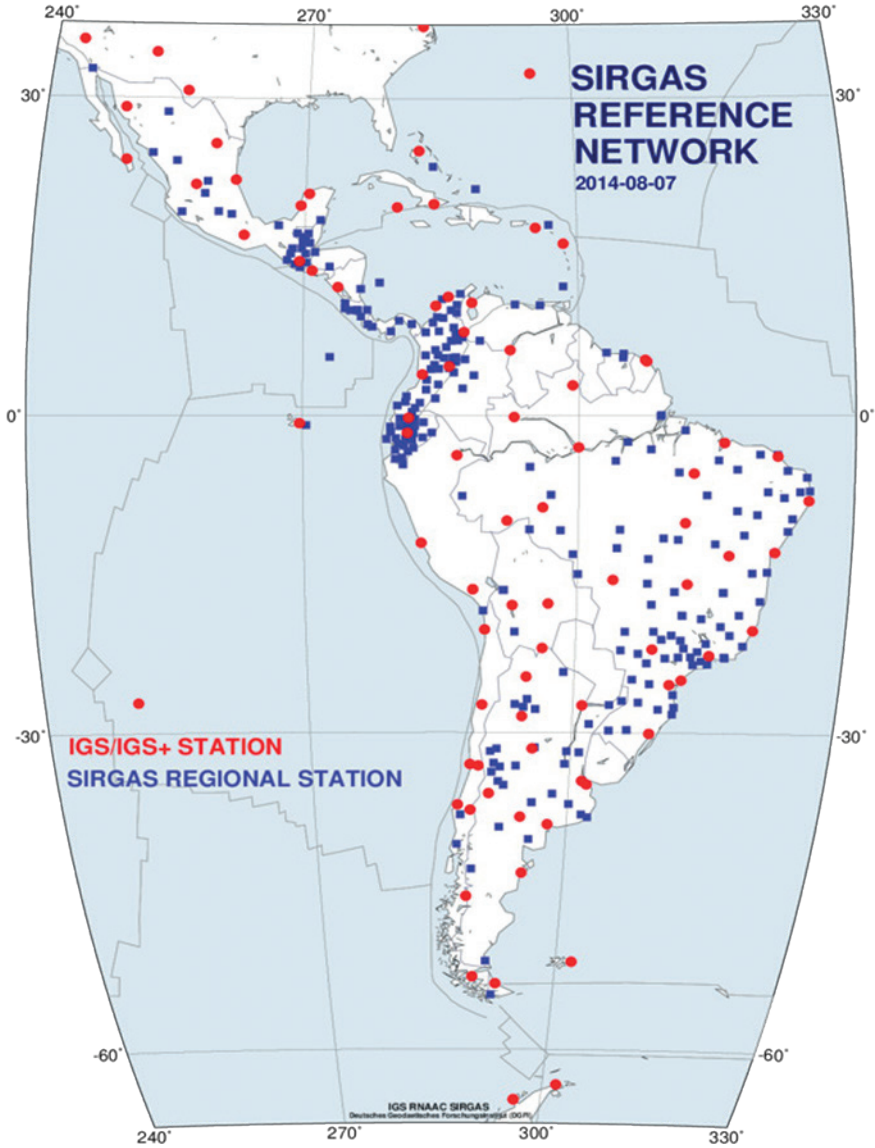 240˚ 270˚ 300˚ 330˚
SIRGAS
REFERENCE
NETWORK
2014-08-07
30˚ 30˚
0˚ 0˚
-30˚ -30˚
IGS/IGS+ STATION
SIRGAS REGIONAL STATION
-60˚ -60˚
IGS RNAAC SIRGAS
Deutsches Geodaetisches Forschungsinstitut (DGFI)
240˚ 270˚ 300˚ 330˚